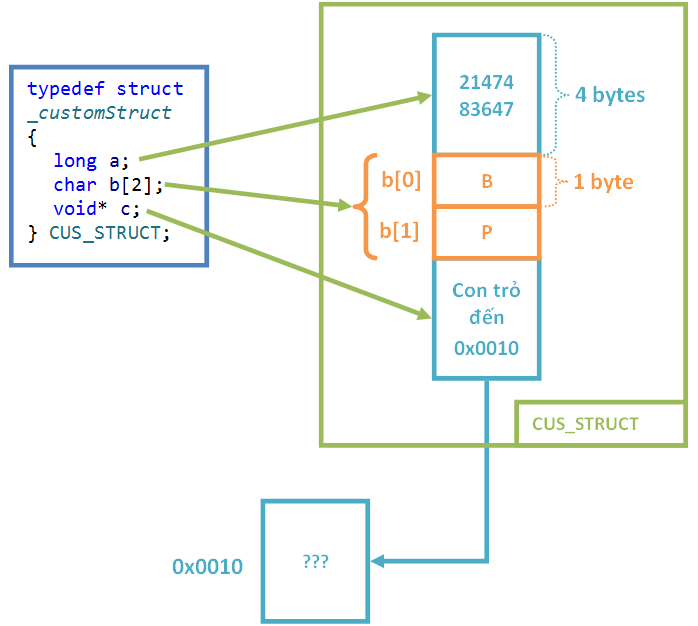 typedef struct
_customStruct
{
long a;
char b[2];
void* c;
} CUS_STRUCT;
21474
83647
4 bytes
b[0]
B
1 byte
b[1]
P
Con trỏ
đến
0x0010
CUS_STRUCT
0x0010
???